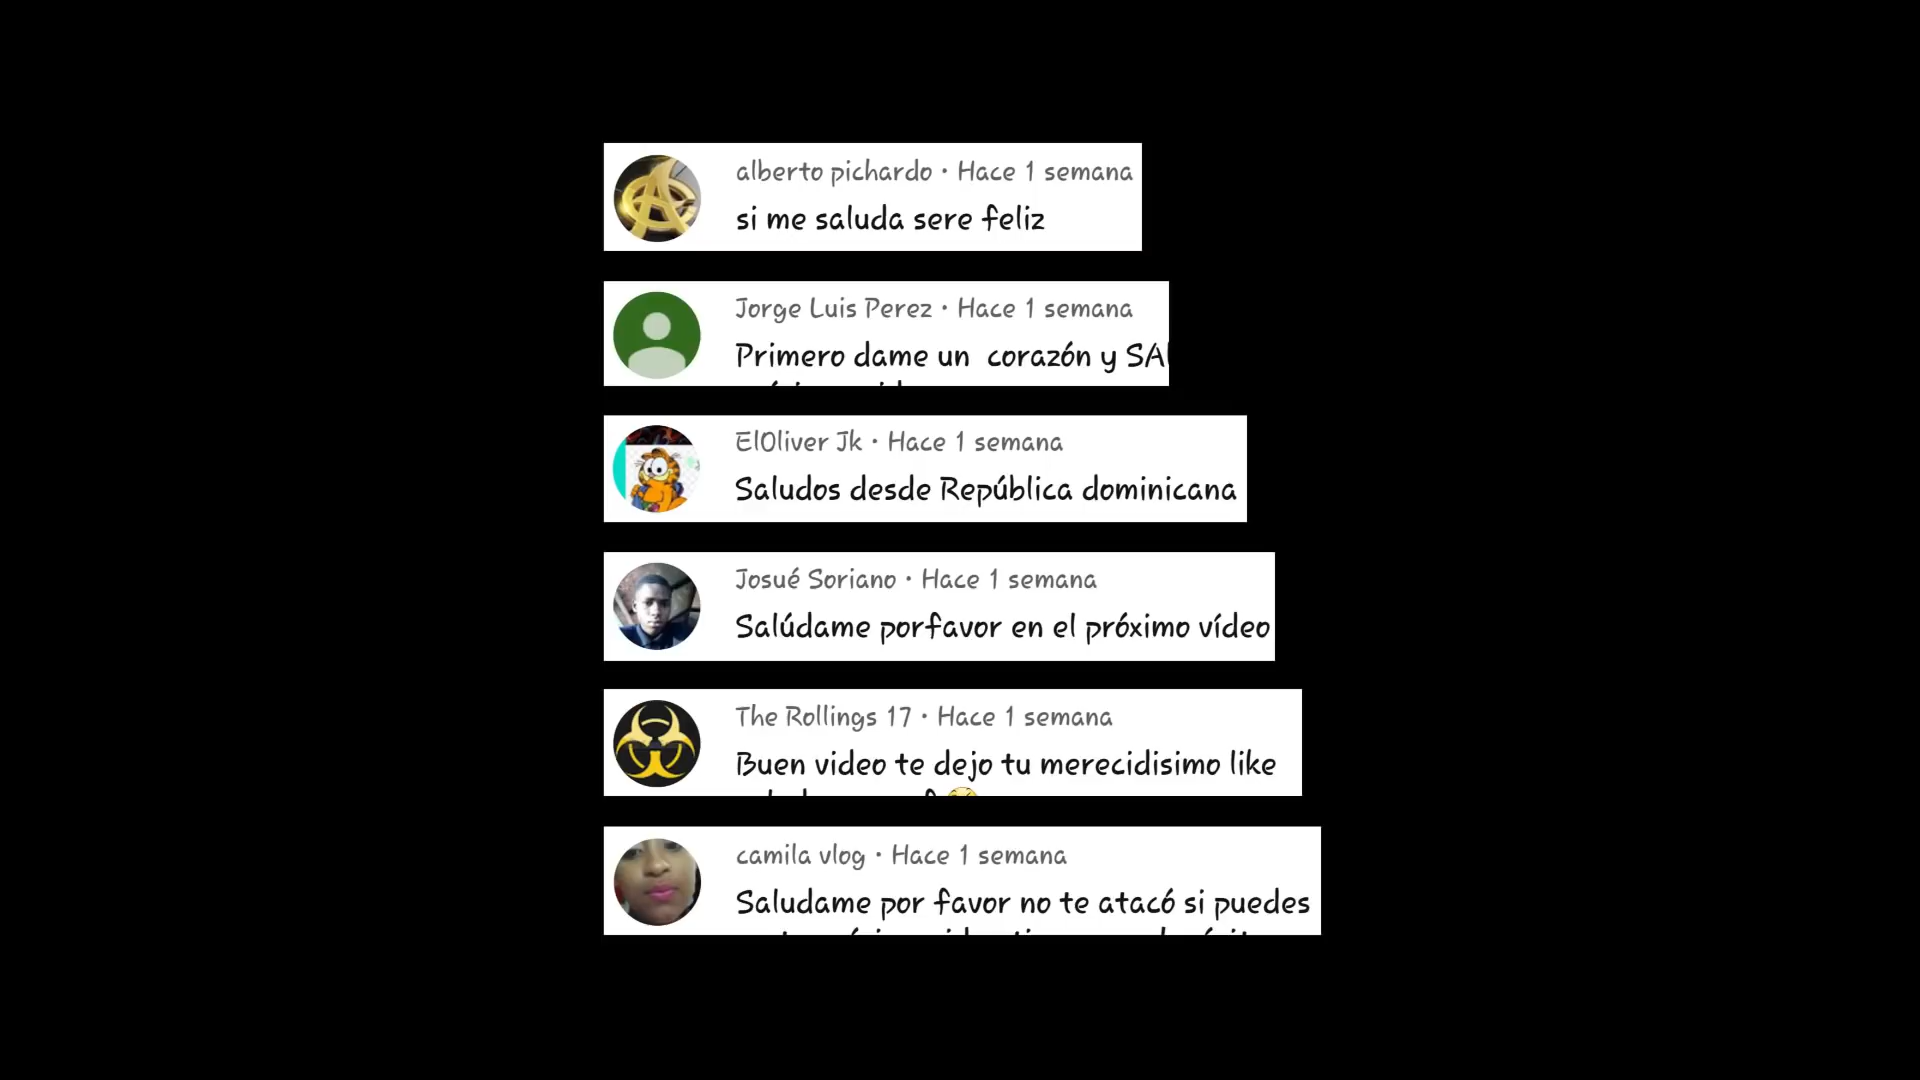 alberto pichardo · Hace 1 semana
si me saluda sere feliz
Jorge Luis Perez · Hace 1 semana
Primero dame un corazón y
ElOliver Jk · Hace 1 semana
Saludos desde República dominicana
Josué Soriano · Hace 1 semana
Salúdame porfavor en el próximo vídeo
The Rollings 17 · Hace 1 semana
Buen video te dejo tu merecidisimo like
camila vlog · Hace 1 semana
Saludame por favor no te atacó si puedes